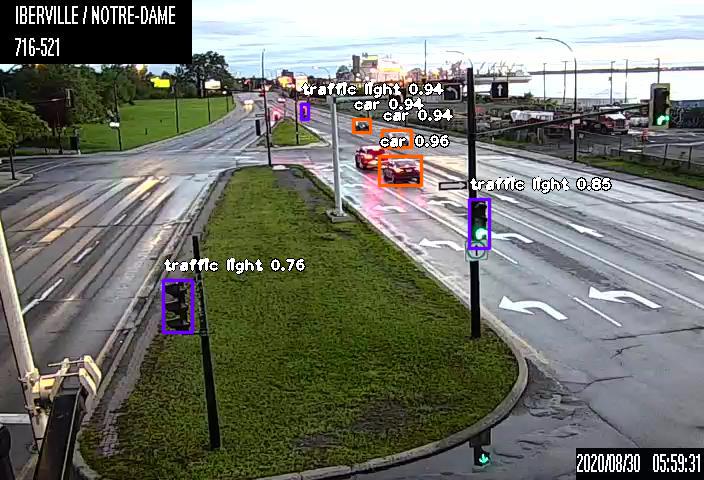 IBERVILLE / NOTRE-DAME
716-521
traffic light 0.94
car 0.94
car 0.94
car 0.96
traffic light 0.85
traffic light 0.76
2020/08/30 05:59:31